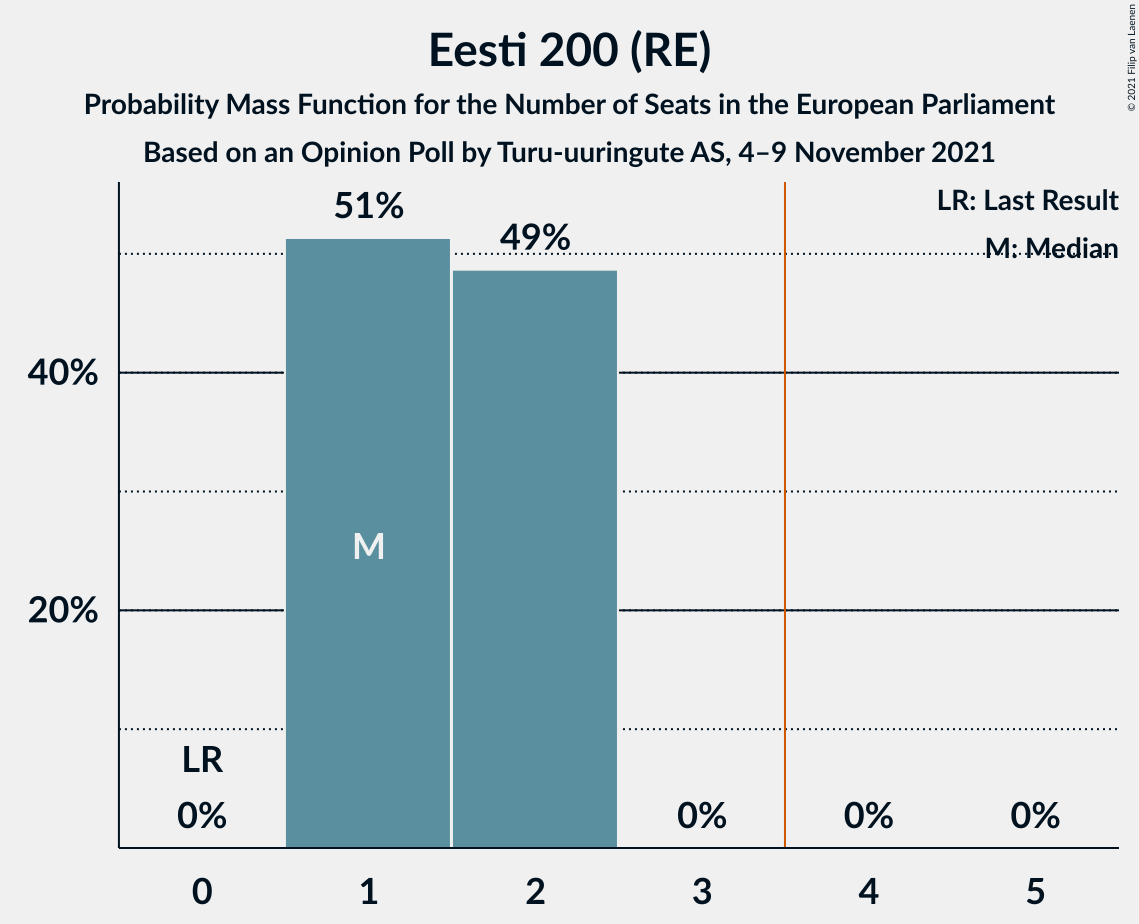 Eesti 200 (RE)
Probability Mass Function for the Number of Seats in the European Parliament
Based on an Opinion Poll by Turu-uuringute AS, 4–9 November 2021
© 2021 Filip van Laenen
LR: Last Result
M: Median
51%
49%
40%
M
20%
LR
0%
0%
0%
0%
0
1
2
3
4
5